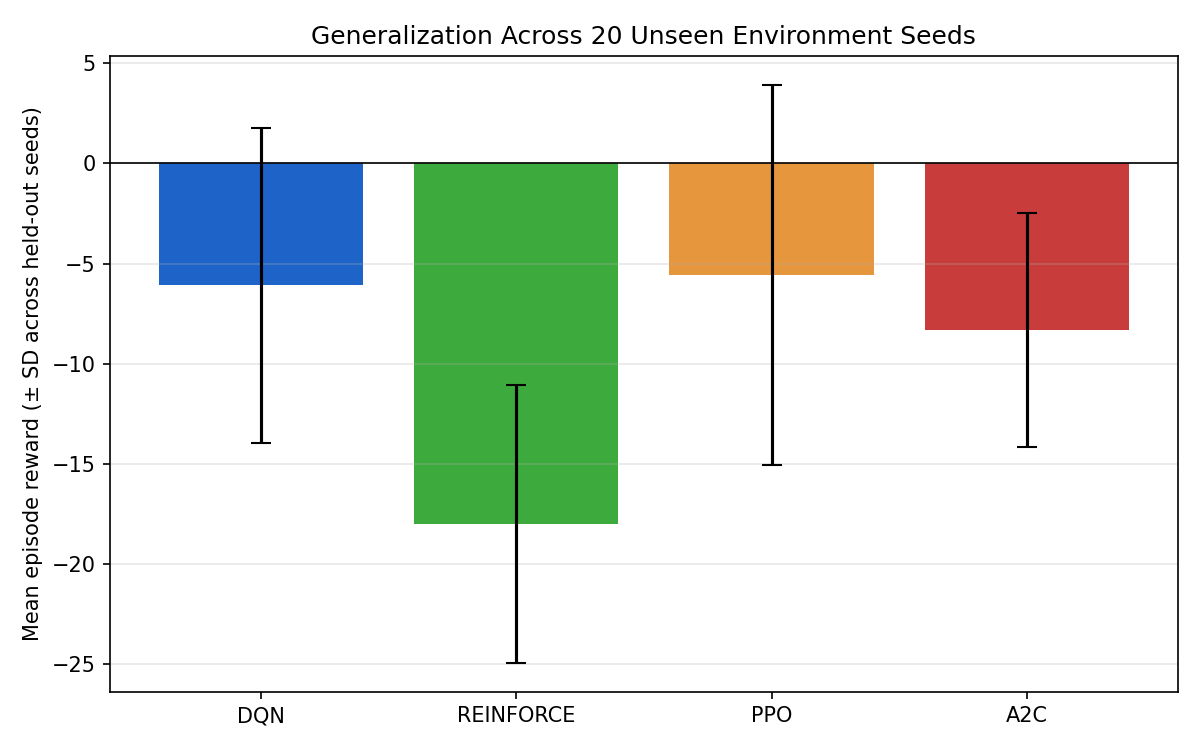 Generalization Across 20 Unseen Environment Seeds
Mean episode reward (± SD across held-out seeds)
5
0
−5
−10
−15
−20
−25
DQN
REINFORCE
PPO
A2C